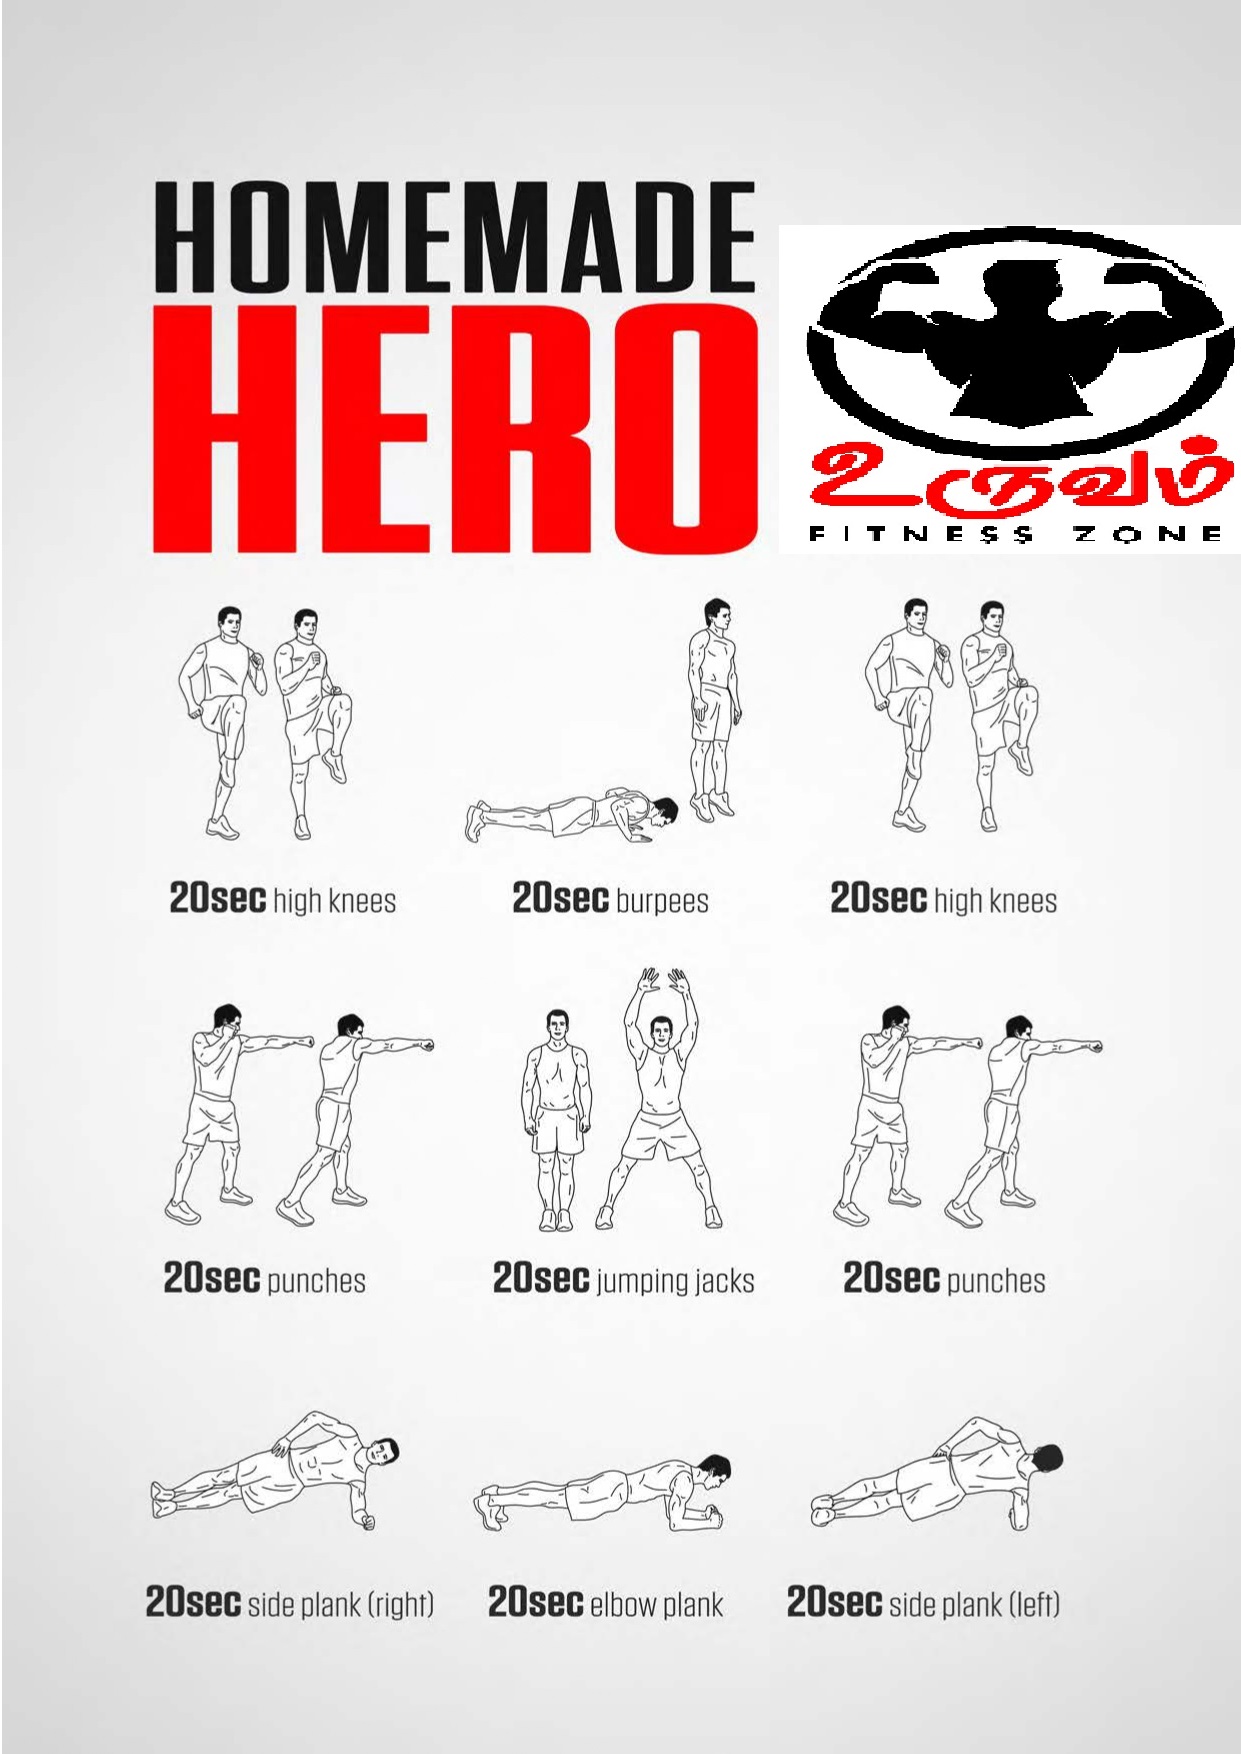 HOMEMADE
HERO
உருவம்
FITNESS ZONE
20sec high knees
20sec burpees
20sec high knees
20sec punches
20sec jumping jacks
20sec punches
20sec side plank (right)
20sec elbow plank
20sec side plank (left)